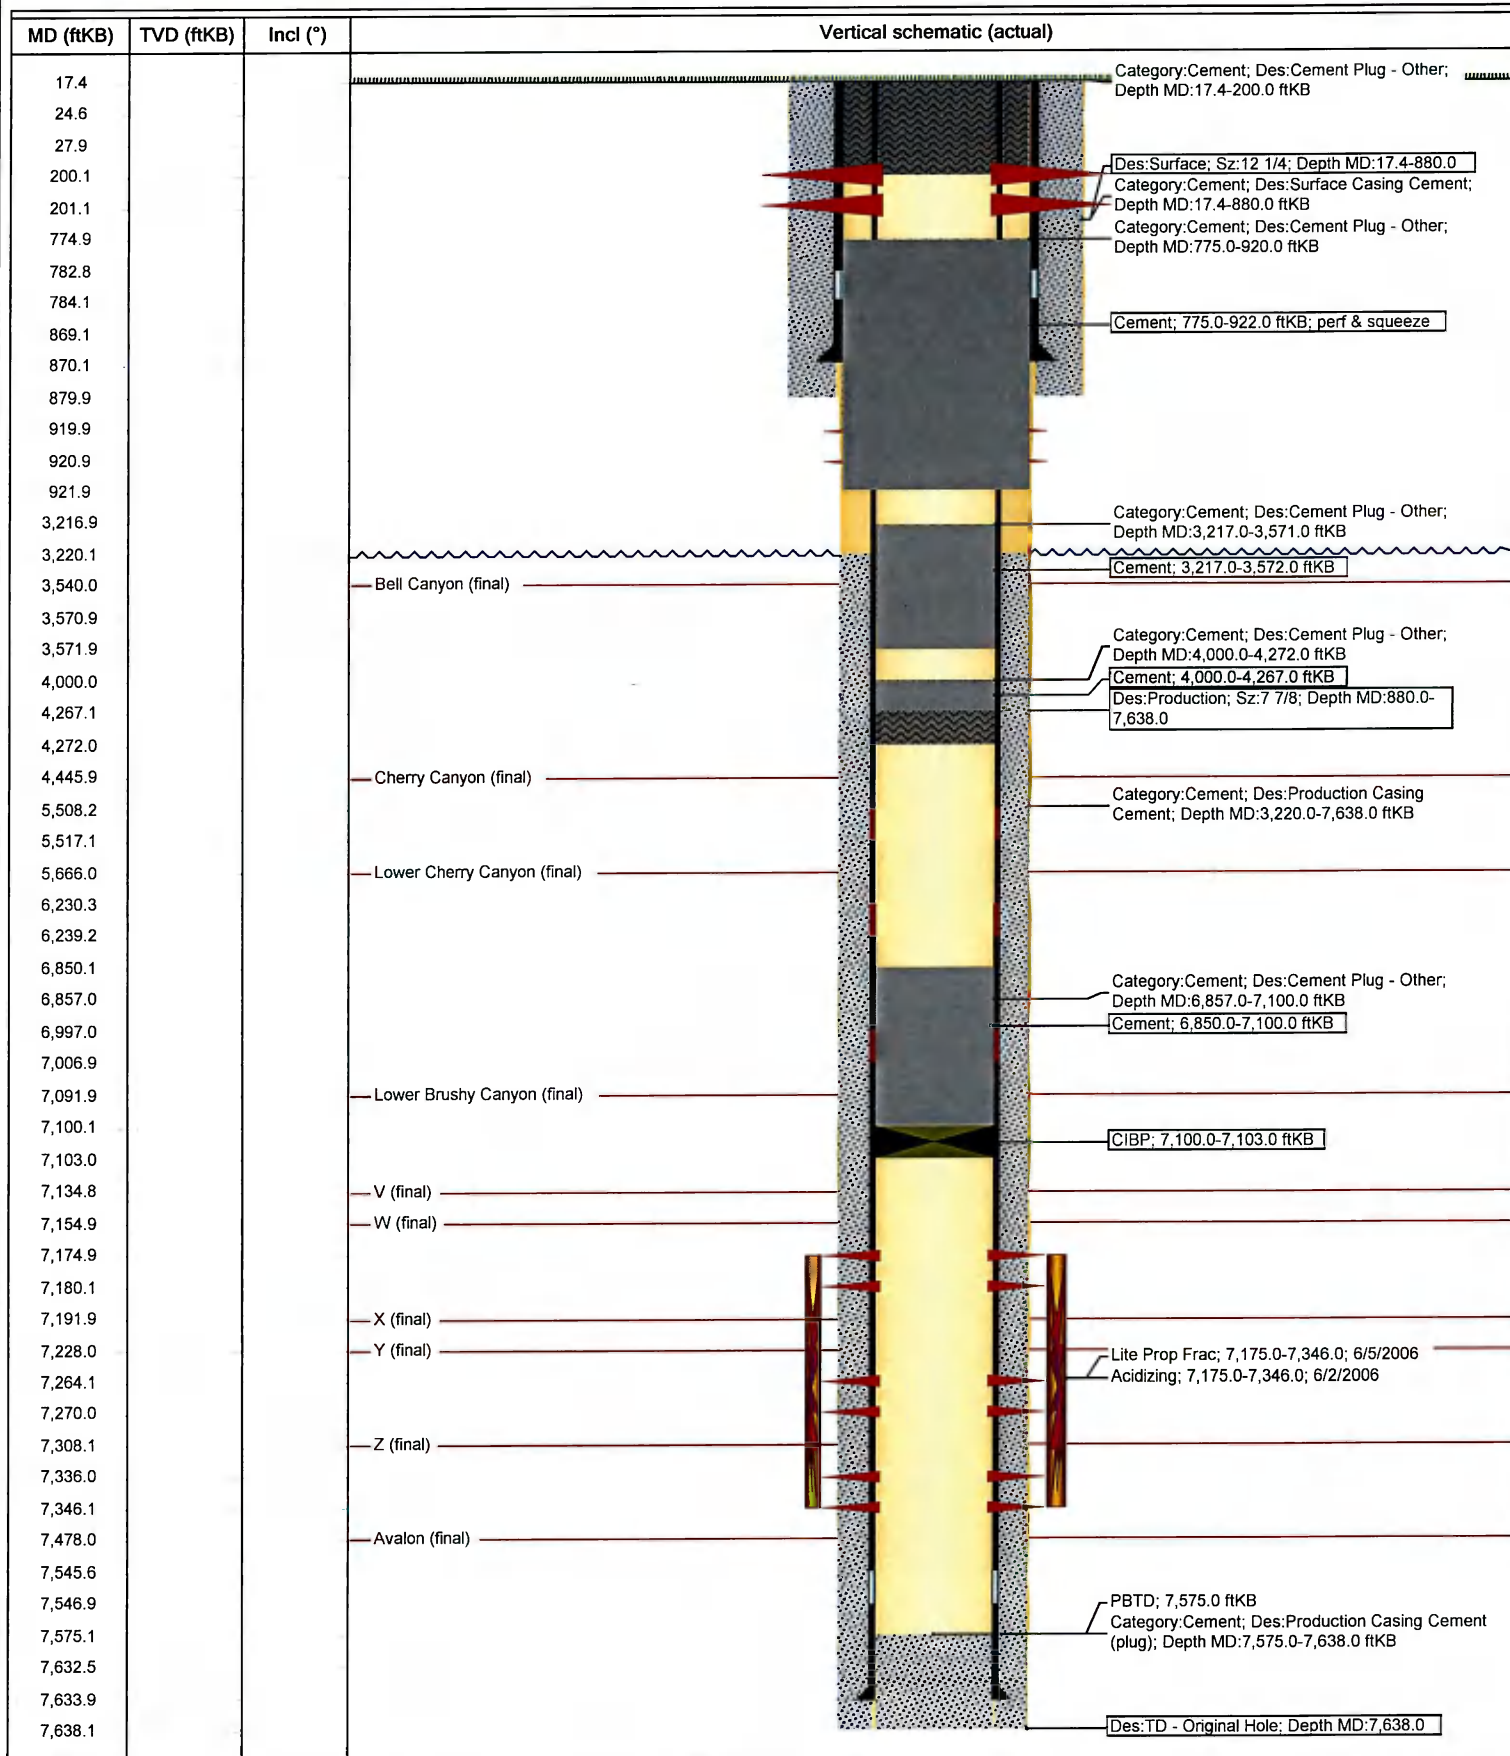 MD (ftKB) TVD (ftKB) Incl (°) Vertical schematic (actual)
17.4
24.6
27.9
200.1
201.1
774.9
782.8
784.1
869.1
870.1
879.9
919.9
920.9
921.9
3,216.9
3,220.1
3,540.0
3,570.9
3,571.9
4,000.0
4,267.1
4,272.0
4,445.9
5,508.2
5,517.1
5,666.0
6,230.3
6,239.2
6,850.1
6,857.0
6,997.0
7,006.9
7,091.9
7,100.1
7,103.0
7,134.8
7,154.9
7,174.9
7,180.1
7,191.9
7,228.0
7,264.1
7,270.0
7,308.1
7,336.0
7,346.1
7,478.0
7,545.6
7,546.9
7,575.1
7,632.5
7,633.9
7,638.1
Bell Canyon (final)
Cherry Canyon (final)
Lower Cherry Canyon (final)
Lower Brushy Canyon (final)
V (final)
W (final)
X (final)
Y (final)
Z (final)
Avalon (final)
Category:Cement; Des:Cement Plug - Other;
Depth MD:17.4-200.0 ftKB
Des:Surface; Sz:12 1/4; Depth MD:17.4-880.0
Category:Cement; Des:Surface Casing Cement;
Depth MD:17.4-880.0 ftKB
Category:Cement; Des:Cement Plug - Other;
Depth MD:775.0-920.0 ftKB
Cement; 775.0-922.0 ftKB; perf & squeeze
Category:Cement; Des:Cement Plug - Other;
Depth MD:3,217.0-3,571.0 ftKB
Cement; 3,217.0-3,572.0 ftKB
Category:Cement; Des:Cement Plug - Other;
Depth MD:4,000.0-4,272.0 ftKB
Cement; 4,000.0-4,267.0 ftKB
Des:Production; Sz:7 7/8; Depth MD:880.0-
7,638.0
Category:Cement; Des:Production Casing
Cement; Depth MD:3,220.0-7,638.0 ftKB
Category:Cement; Des:Cement Plug - Other;
Depth MD:6,857.0-7,100.0 ftKB
Cement; 6,850.0-7,100.0 ftKB
CIBP; 7,100.0-7,103.0 ftKB
Lite Prop Frac; 7,175.0-7,346.0; 6/5/2006
Acidizing; 7,175.0-7,346.0; 6/2/2006
PBTD; 7,575.0 ftKB
Category:Cement; Des:Production Casing Cement
(plug); Depth MD:7,575.0-7,638.0 ftKB
Des:TD - Original Hole; Depth MD:7,638.0